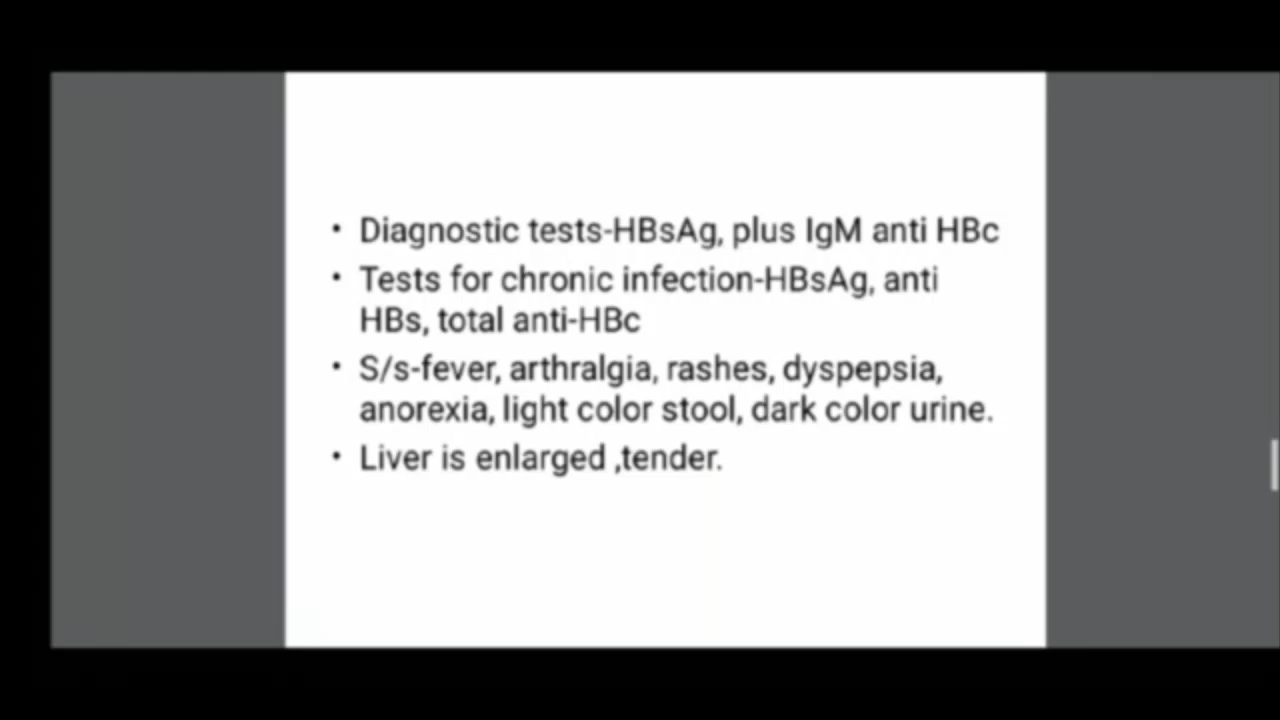 • Diagnostic tests-HBsAg, plus IgM anti HBc
• Tests for chronic infection-HBsAg, anti
HBs, total anti-HBc
• S/s-fever, arthralgia, rashes, dyspepsia,
anorexia, light color stool, dark color urine.
• Liver is enlarged ,tender.